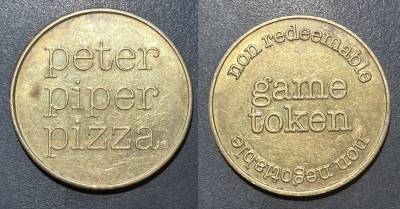 peter
piper
pizza
non redeemable
game
token
non negotiable